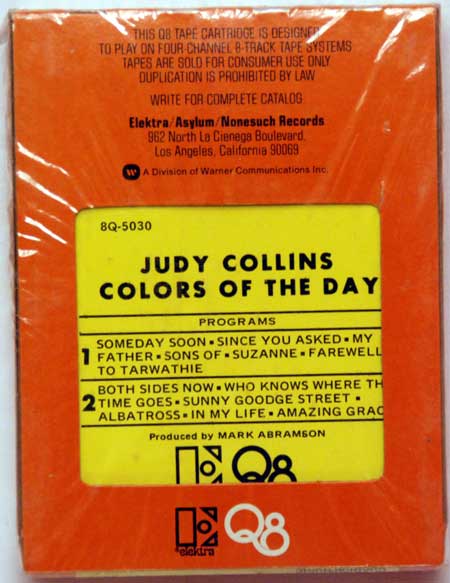 THIS Q8 TAPE CARTRIDGE IS DESIGNED
TO PLAY ON FOUR-CHANNEL 8-TRACK TAPE SYSTEMS
TAPES ARE SOLD FOR CONSUMER USE ONLY
DUPLICATION IS PROHIBITED BY LAW
WRITE FOR COMPLETE CATALOG.
Elektra/Asylum/Nonesuch Records
962 North La Cienega Boulevard,
Los Angeles, California 90069
A Division of Warner Communications Inc.
8Q-5030
JUDY COLLINS
COLORS OF THE DAY
PROGRAMS
1 SOMEDAY SOON ▪ SINCE YOU ASKED ▪ MY
FATHER ▪ SONS OF ▪ SUZANNE ▪ FAREWELL
TO TARWATHIE
2 BOTH SIDES NOW ▪ WHO KNOWS WHERE TH
TIME GOES ▪ SUNNY GOODGE STREET ▪
ALBATROSS ▪ IN MY LIFE ▪ AMAZING GRAC
Produced by MARK ABRAMSON
E Q8
E Q8
elektra